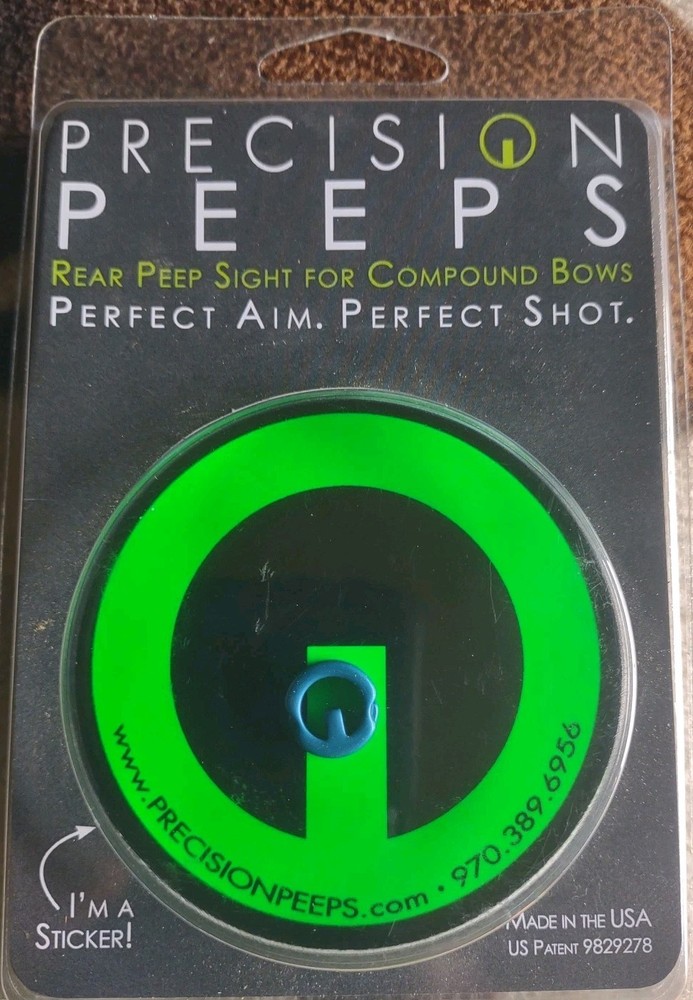 PRECISION
PEEPS
REAR PEEP SIGHT FOR COMPOUND BOWS
PERFECT AIM. PERFECT SHOT.
www.PRECISIONPEEPS.com • 970.389.6956
I'M A
STICKER!
MADE IN THE USA
US PATENT 9829278